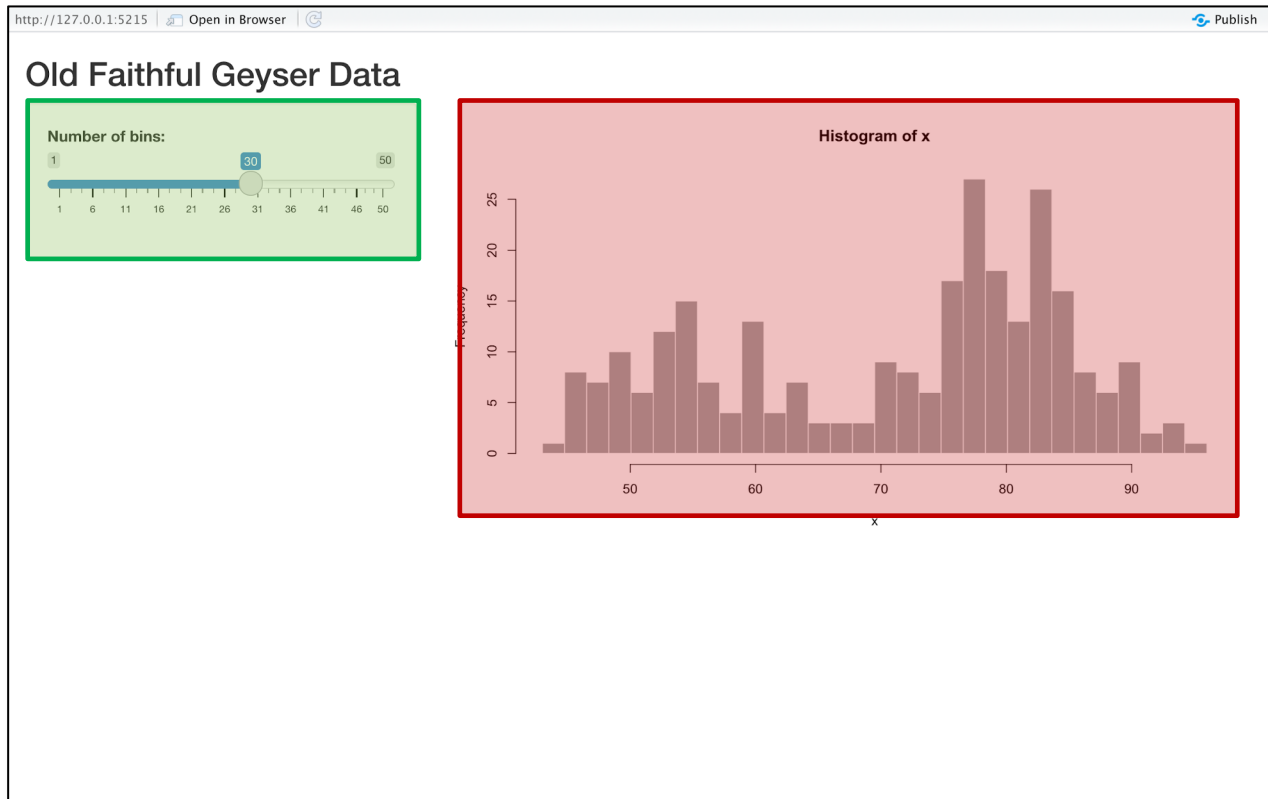 http://127.0.0.1:5215 Open in Browser Publish
Old Faithful Geyser Data
Number of bins:
1 30 50
1 6 11 16 21 26 31 36 41 46 50
Histogram of x
Frequency
25
20
15
10
5
0
50 60 70 80 90
x